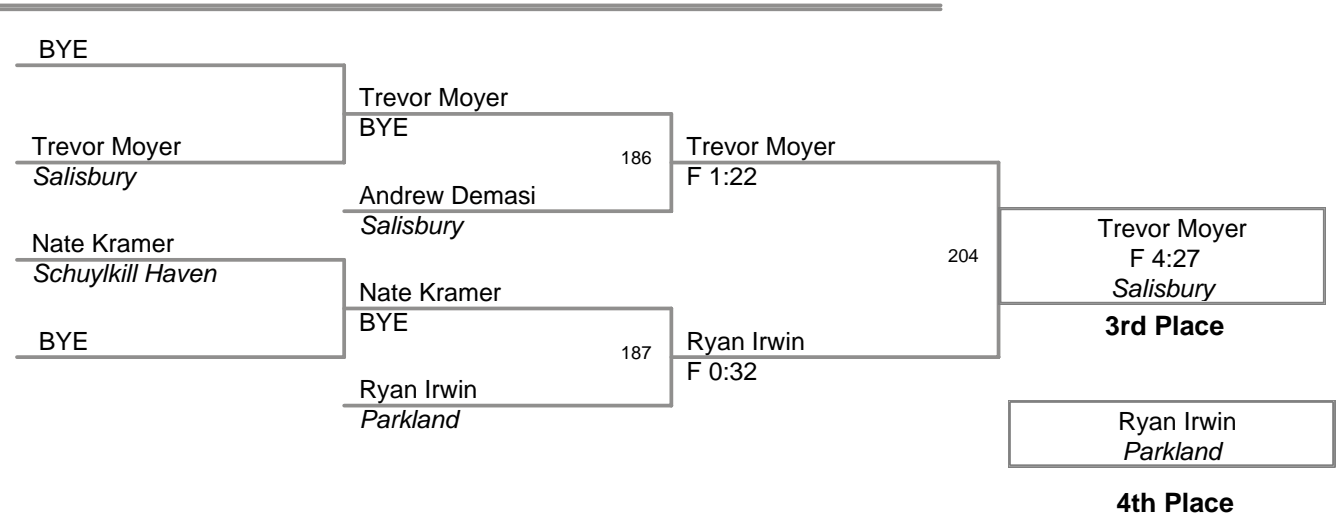 BYE
Trevor Moyer
BYE
Trevor Moyer
Salisbury
186
Trevor Moyer
F 1:22
Andrew Demasi
Salisbury
Nate Kramer
Schuylkill Haven
204
Trevor Moyer
F 4:27
Salisbury
3rd Place
Nate Kramer
BYE
BYE
187
Ryan Irwin
F 0:32
Ryan Irwin
Parkland
Ryan Irwin
Parkland
4th Place